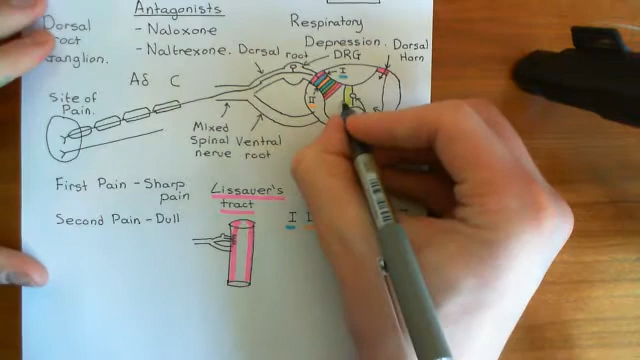 Antagonists
- Naloxone
- Naltrexone.
Respiratory
Depression.
Dorsal
root
Ganglion.
Dorsal root
DRG
Dorsal
Horn
Aδ C
I
II
Site of
Pain.
Mixed
Spinal
nerve
Ventral
root
First Pain - Sharp
pain
Second Pain - Dull
Lissauer's
tract
I